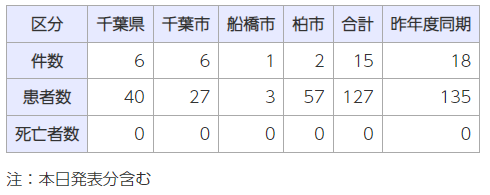 区分 千葉県 千葉市 船橋市 柏市 合計 昨年度同期
件数 6 6 1 2 15 18
患者数 40 27 3 57 127 135
死亡者数 0 0 0 0 0 0
注：本日発表分含む